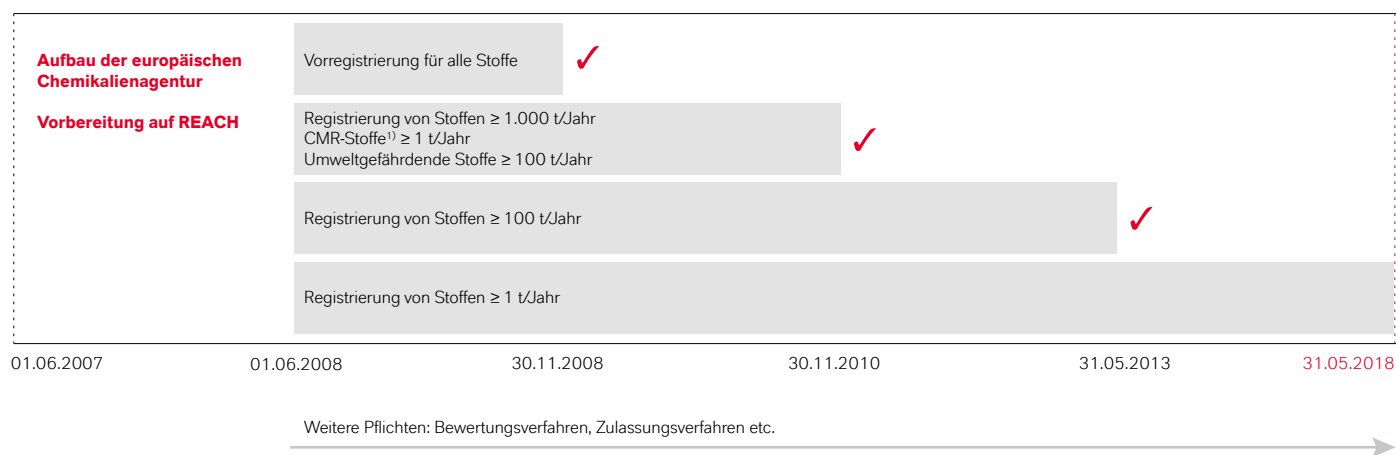 Aufbau der europäischen
Chemikalienagentur
Vorbereitung auf REACH
Vorregistrierung für alle Stoffe
Registrierung von Stoffen ≥ 1.000 t/Jahr
CMR-Stoffe¹⁾ ≥ 1 t/Jahr
Umweltgefährdende Stoffe ≥ 100 t/Jahr
Registrierung von Stoffen ≥ 100 t/Jahr
Registrierung von Stoffen ≥ 1 t/Jahr
01.06.2007 01.06.2008 30.11.2008 30.11.2010 31.05.2013 31.05.2018
Weitere Pflichten: Bewertungsverfahren, Zulassungsverfahren etc.